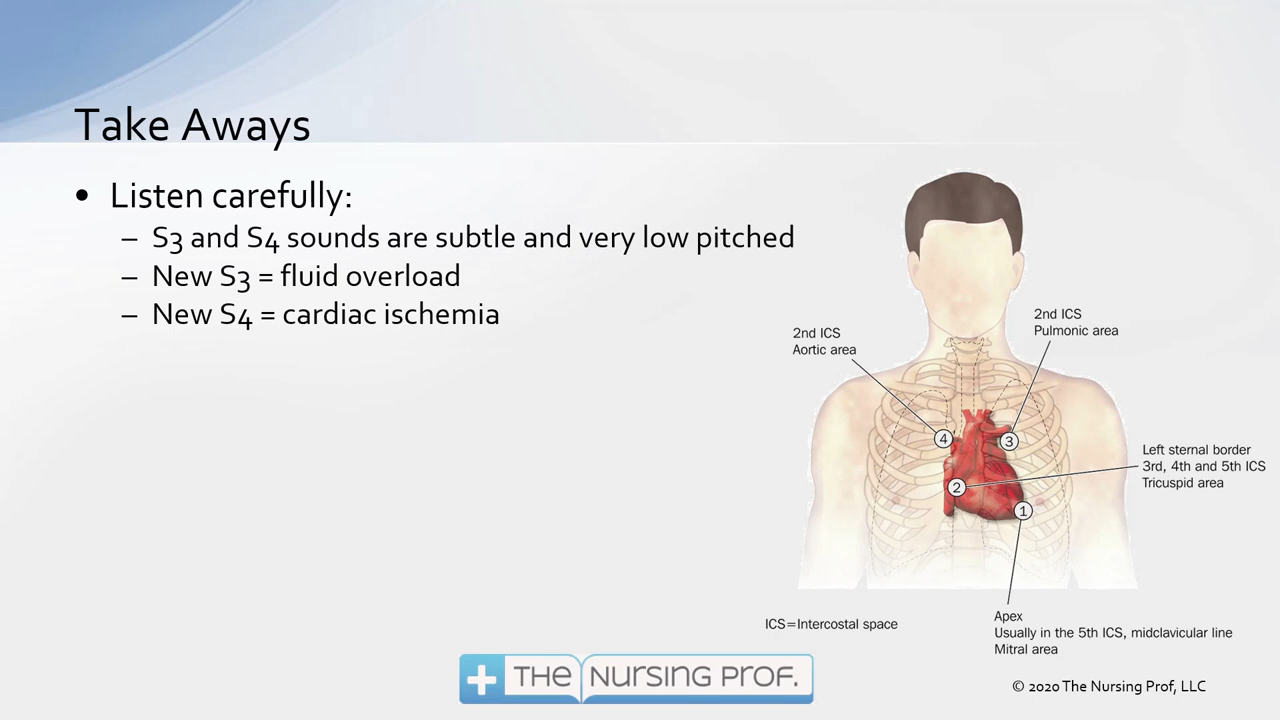 Take Aways
• Listen carefully:
– S3 and S4 sounds are subtle and very low pitched
– New S3 = fluid overload
– New S4 = cardiac ischemia
2nd ICS
Aortic area
2nd ICS
Pulmonic area
4
3
2
1
Left sternal border
3rd, 4th and 5th ICS
Tricuspid area
ICS=Intercostal space
Apex
Usually in the 5th ICS, midclavicular line
Mitral area
THE NURSING PROF.
© 2020 The Nursing Prof, LLC